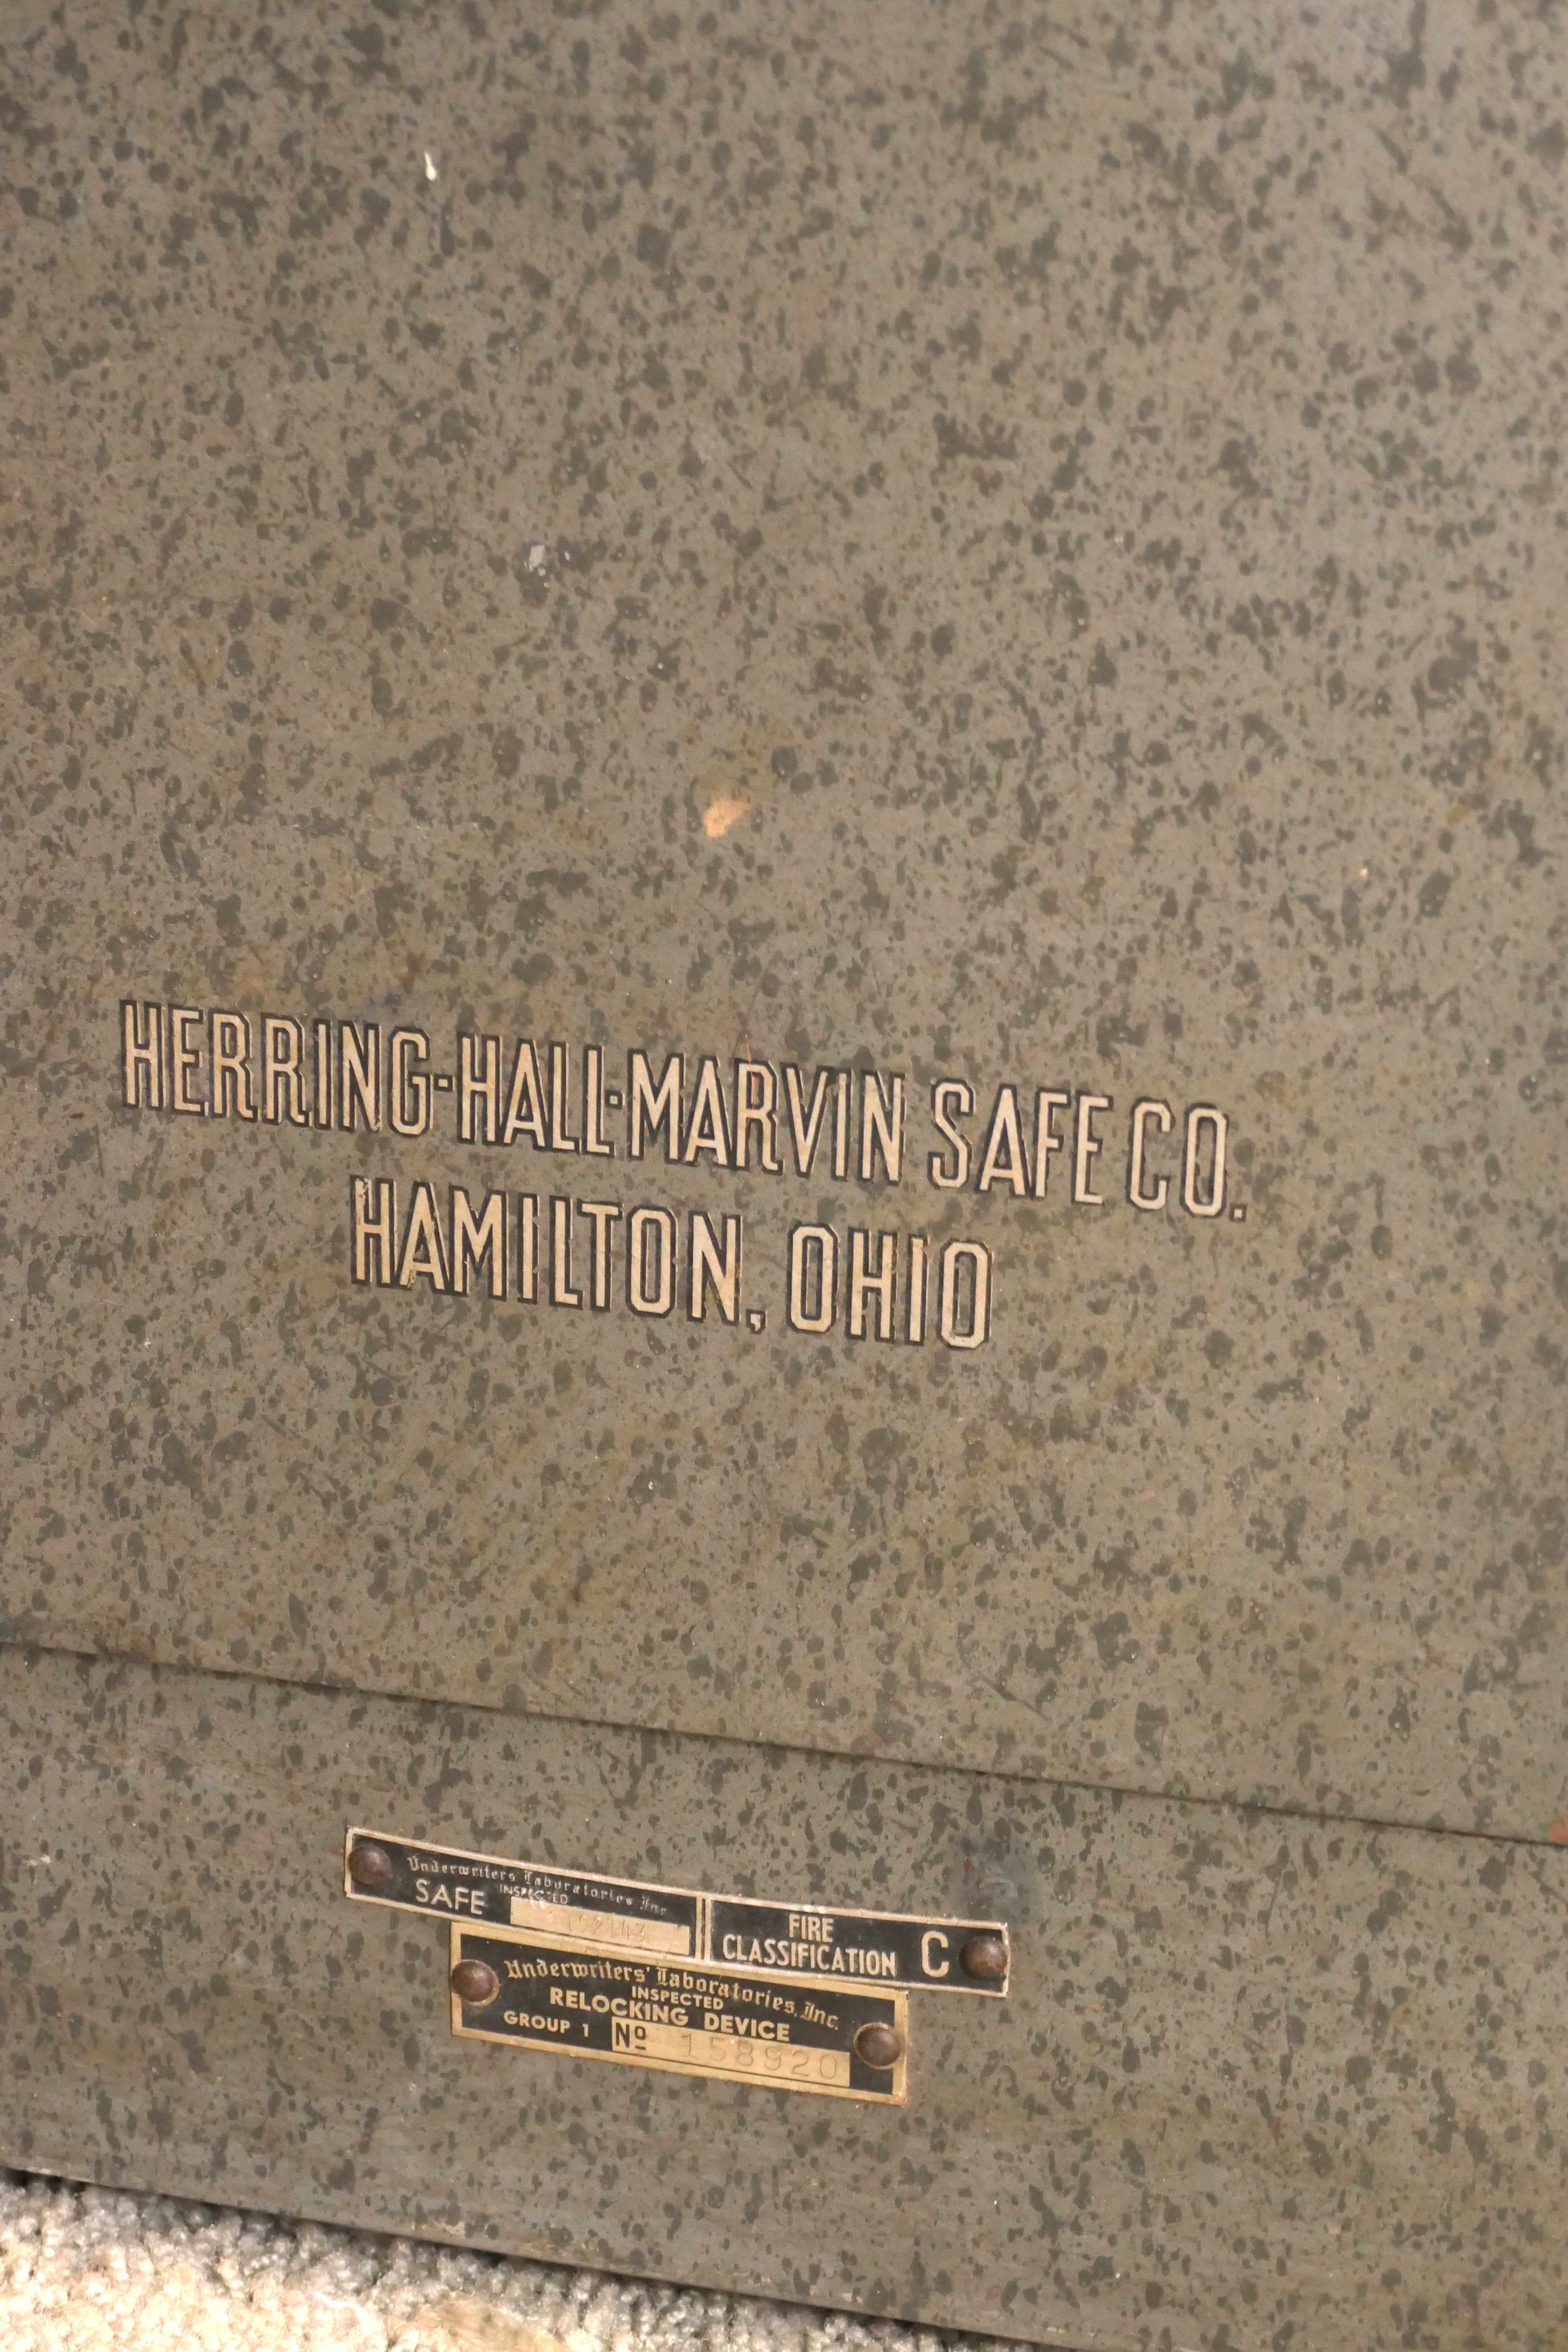 HERRING-HALL-MARVIN SAFE CO.
HAMILTON, OHIO
Underwriters Laboratories Inc
INSPECTED
SAFE
FIRE
CLASSIFICATION C
Underwriters' Laboratories, Inc.
INSPECTED
RELOCKING DEVICE
GROUP 1 No 158920